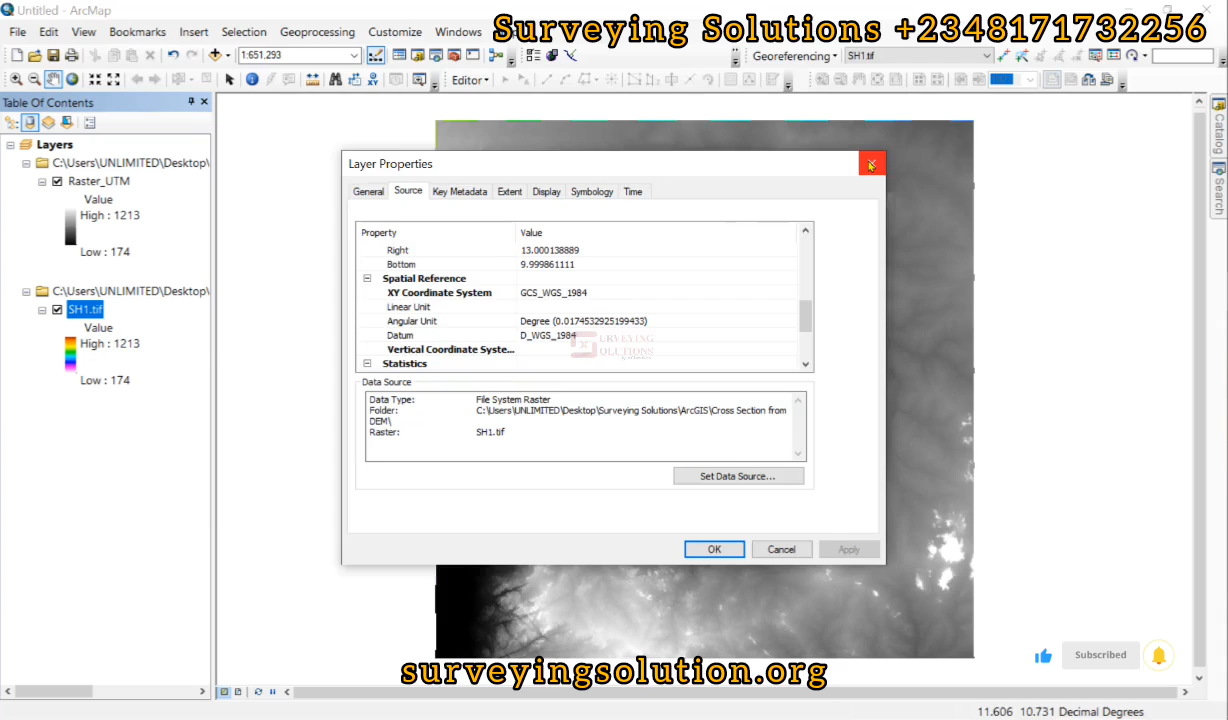 Untitled - ArcMap
Surveying Solutions +2348171732256
File Edit View Bookmarks Insert Selection Geoprocessing Customize Windows
1:651,293
Georeferencing
SH1.tif
Editor
Table Of Contents
Layers
C:\Users\UNLIMITED\Desktop\
Raster_UTM
Value
High : 1213
Low : 174
C:\Users\UNLIMITED\Desktop\
SH1.tif
Value
High : 1213
Low : 174
Catalog
Search
Layer Properties
General Source Key Metadata Extent Display Symbology Time
Property Value
Right 13.000138889
Bottom 9.999861111
Spatial Reference
XY Coordinate System GCS_WGS_1984
Linear Unit
Angular Unit Degree (0.0174532925199433)
Datum D_WGS_1984
Vertical Coordinate Syste...
Statistics
SURVEYING
SOLUTIONS
Data Source
Data Type: File System Raster
Folder: C:\Users\UNLIMITED\Desktop\Surveying Solutions\ArcGIS\Cross Section from
DEM\
Raster: SH1.tif
Set Data Source...
OK Cancel Apply
Subscribed
surveyingsolution.org
11.606 10.731 Decimal Degrees